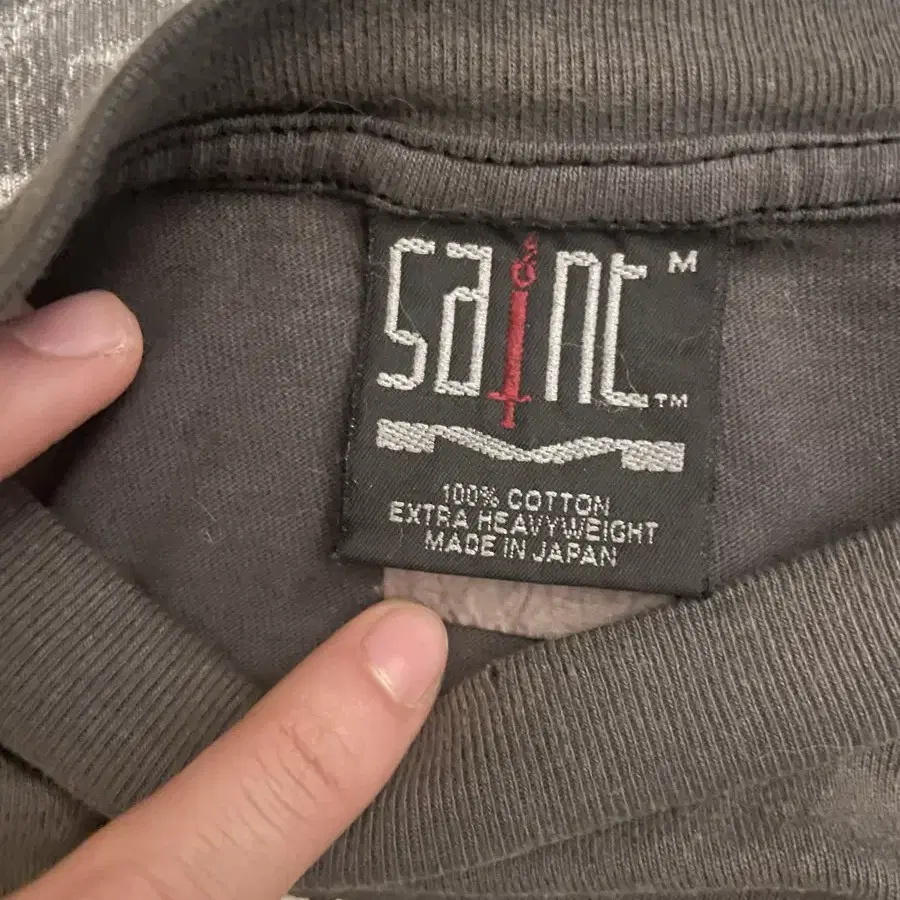 SaiNt M
TM
100% COTTON
EXTRA HEAVYWEIGHT
MADE IN JAPAN